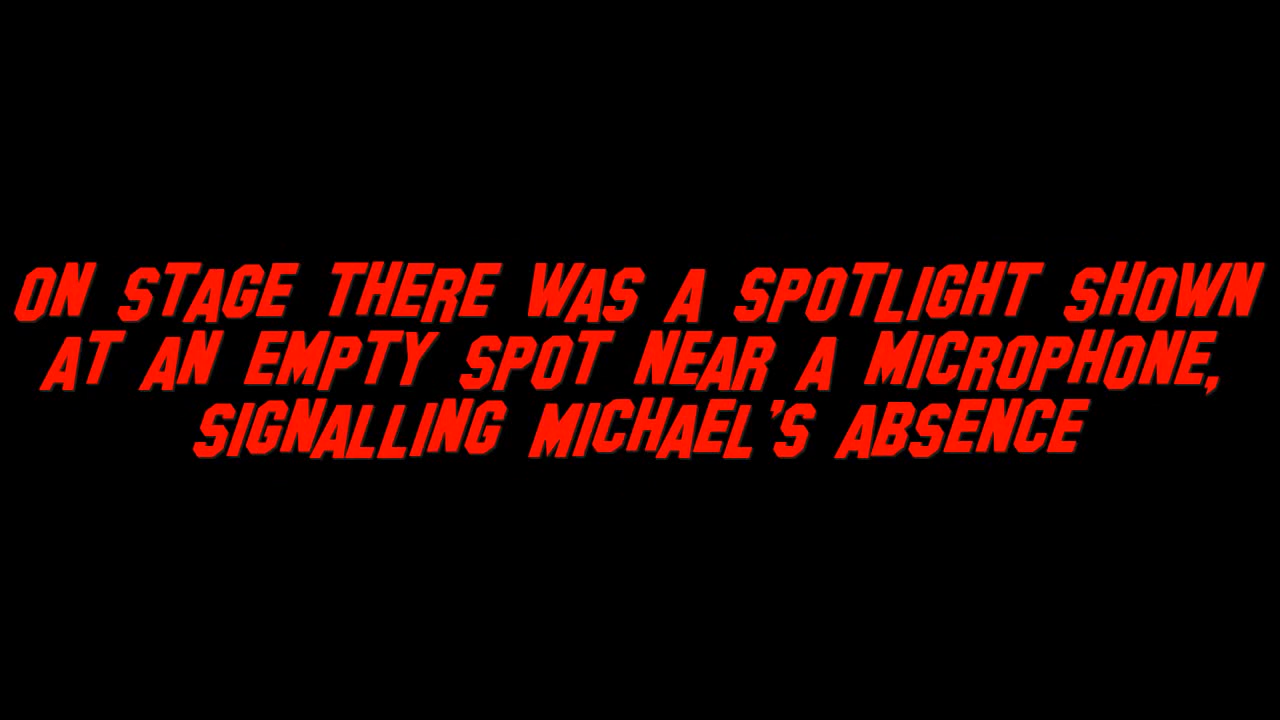 ON STAGE THERE WAS A SPOTLIGHT SHOWN
AT AN EMPTY SPOT NEAR A MICROPHONE,
SIGNALLING MICHAEL'S ABSENCE